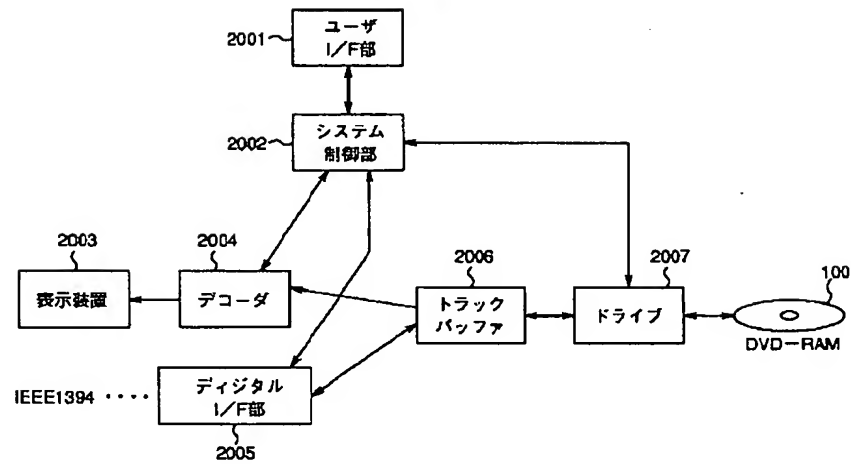 2001
ユーザ
I/F部
2002
システム
制御部
2003
表示装置
2004
デコーダ
2006
トラック
バッファ
2007
ドライブ
100
DVD-RAM
IEEE1394 ····
ディジタル
I/F部
2005